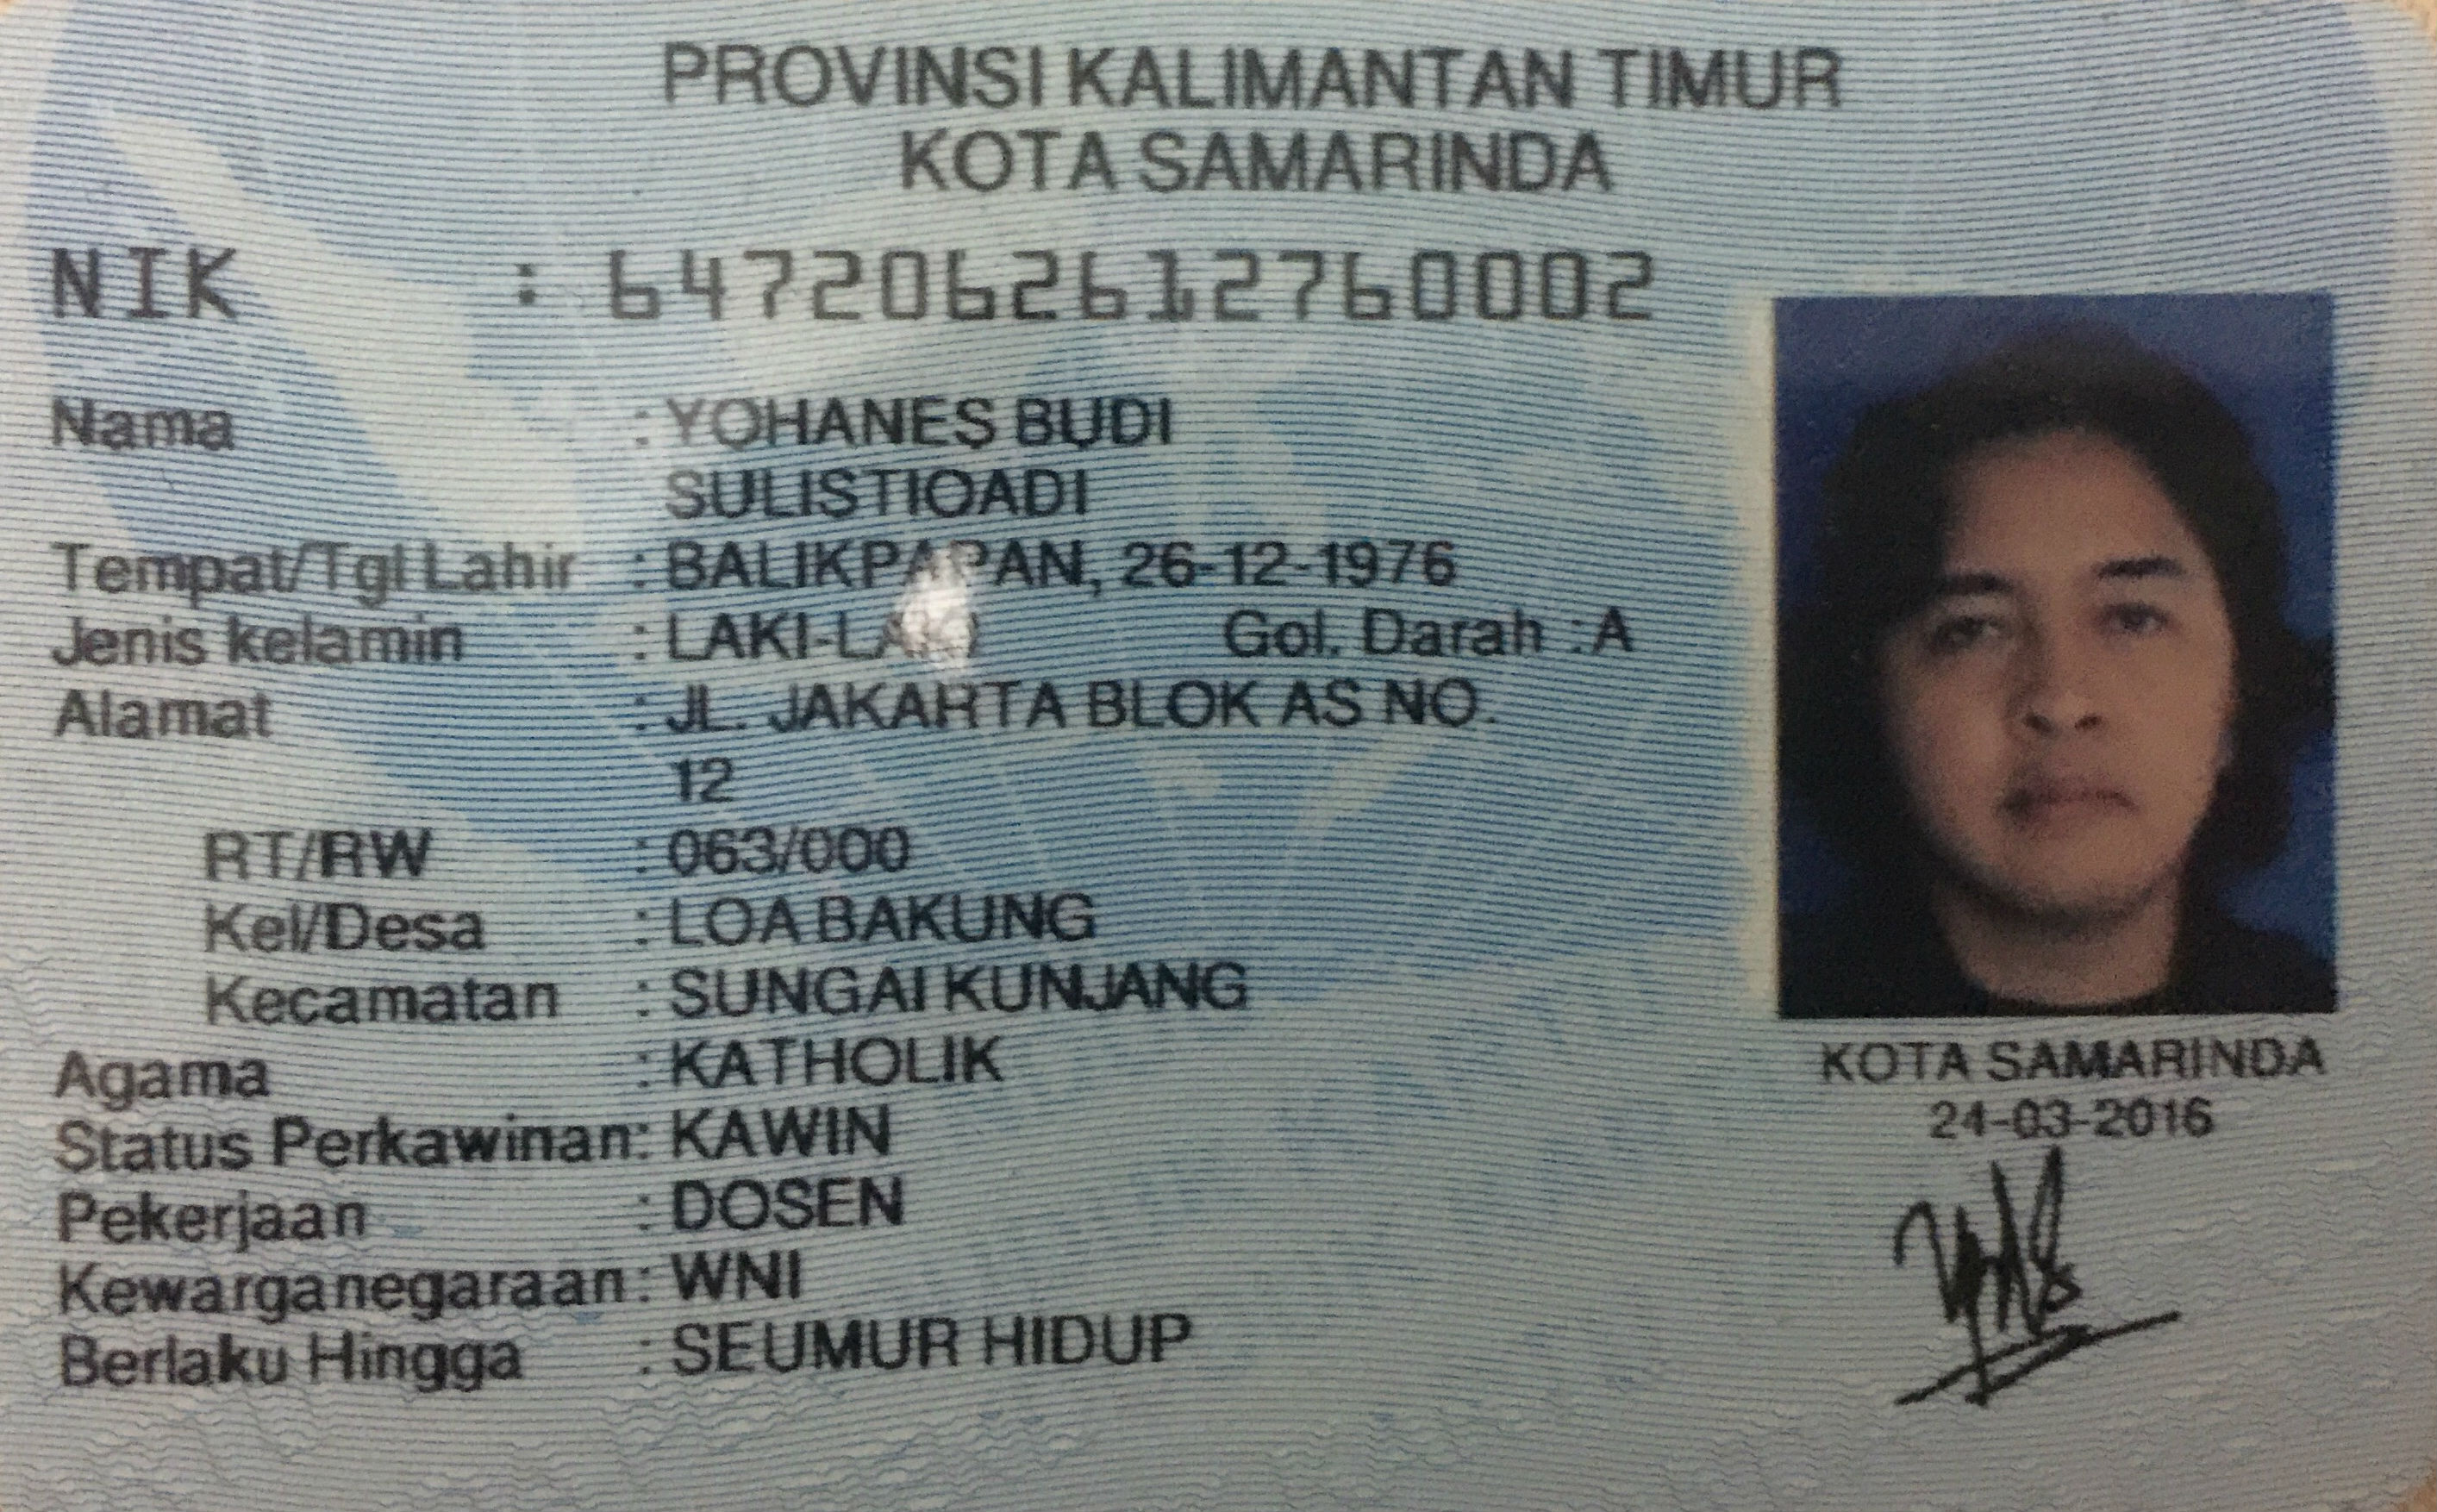 PROVINSI KALIMANTAN TIMUR
KOTA SAMARINDA
NIK : 6472062612760002
Nama : YOHANES BUDI
SULISTIOADI
Tempat/Tgl Lahir : BALIKPAPAN, 26-12-1976
Jenis kelamin : LAKI-LAKI Gol. Darah : A
Alamat : JL. JAKARTA BLOK AS NO.
12
RT/RW : 063/000
Kel/Desa : LOA BAKUNG
Kecamatan : SUNGAI KUNJANG
Agama : KATHOLIK
Status Perkawinan: KAWIN
Pekerjaan : DOSEN
Kewarganegaraan: WNI
Berlaku Hingga : SEUMUR HIDUP
KOTA SAMARINDA
24-03-2016